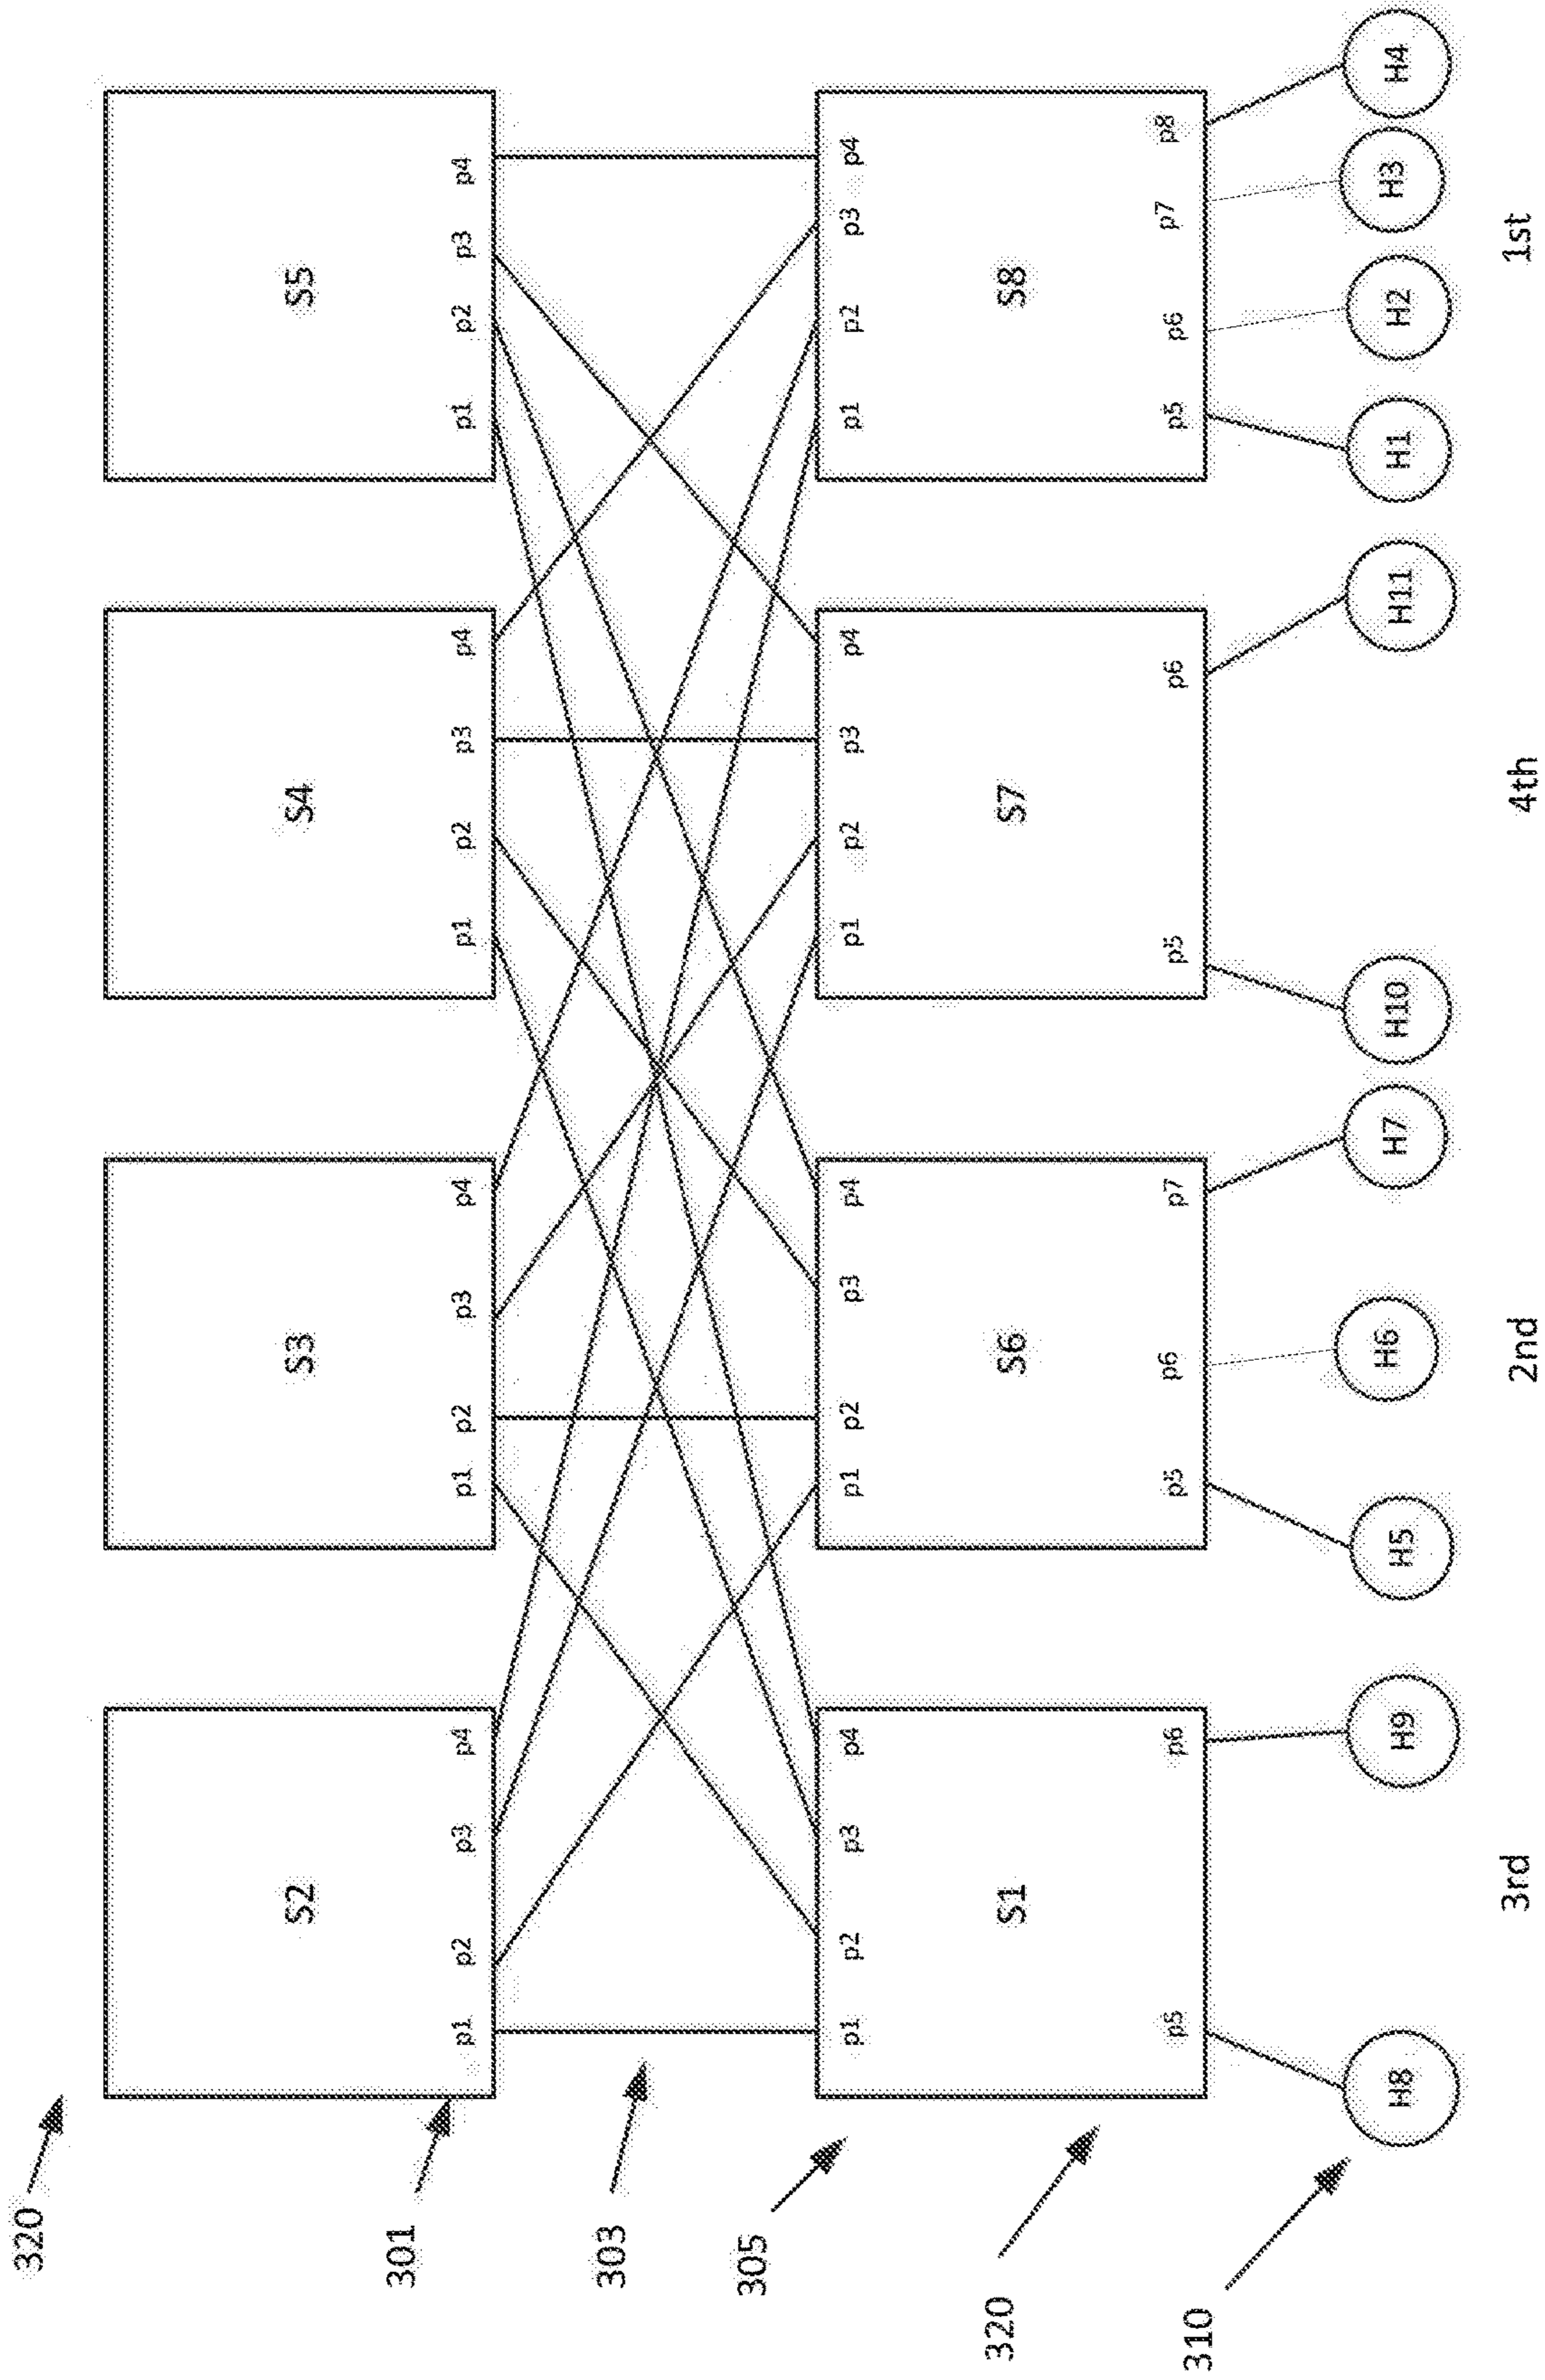 320
S2
S3
S4
S5
301
p1 p2 p3 p4
p1 p2 p3 p4
p1 p2 p3 p4
p1 p2 p3 p4
303
305
p1 p2 p3 p4
p1 p2 p3 p4
p1 p2 p3 p4
p1 p2 p3 p4
S1
S6
S7
S8
320
p5 p6
p5 p6 p7
p5 p6
p5 p6 p7 p8
310
H8 H9
H5 H6 H7
H10 H11
H1 H2 H3 H4
3rd
2nd
4th
1st